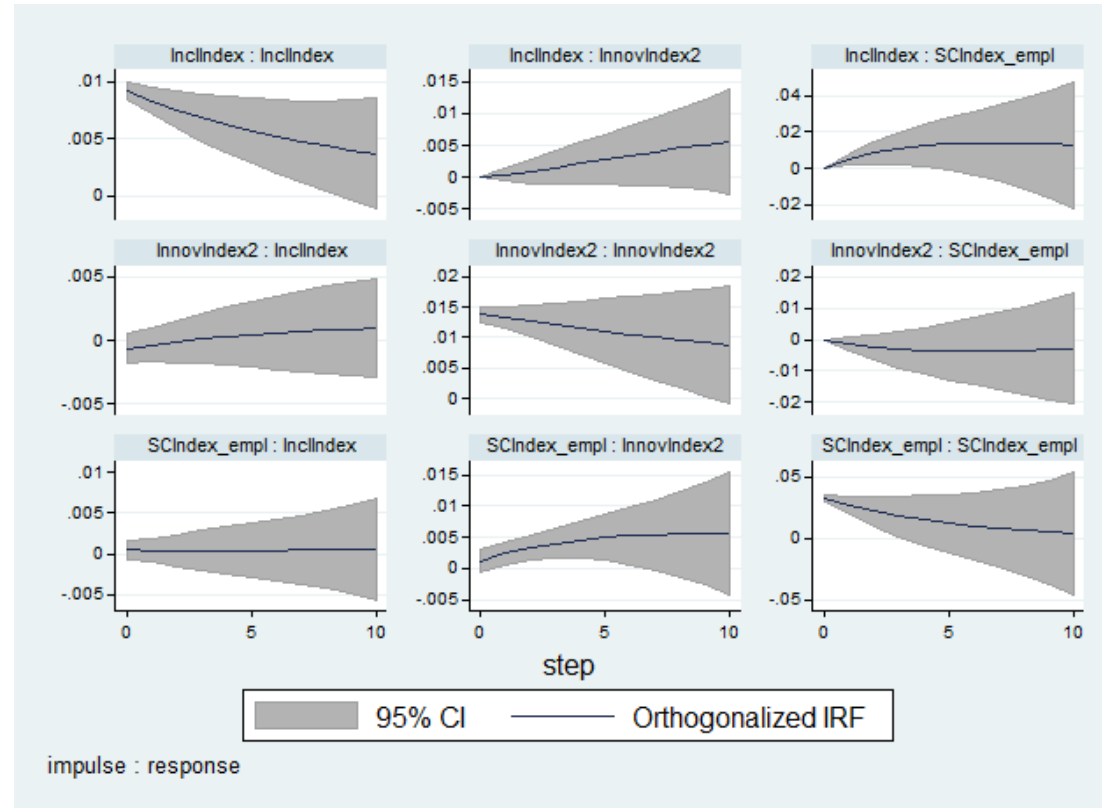 InclIndex : InclIndex
InclIndex : InnovIndex2
InclIndex : SCIndex_empl
.01
.005
0
.015
.01
.005
0
-.005
.04
.02
0
-.02
InnovIndex2 : InclIndex
InnovIndex2 : InnovIndex2
InnovIndex2 : SCIndex_empl
.005
0
-.005
.02
.015
.01
.005
0
.02
.01
0
-.01
-.02
SCIndex_empl : InclIndex
SCIndex_empl : InnovIndex2
SCIndex_empl : SCIndex_empl
.01
.005
0
-.005
.015
.01
.005
0
-.005
.05
0
-.05
0 5 10
0 5 10
0 5 10
step
95% CI
Orthogonalized IRF
impulse : response